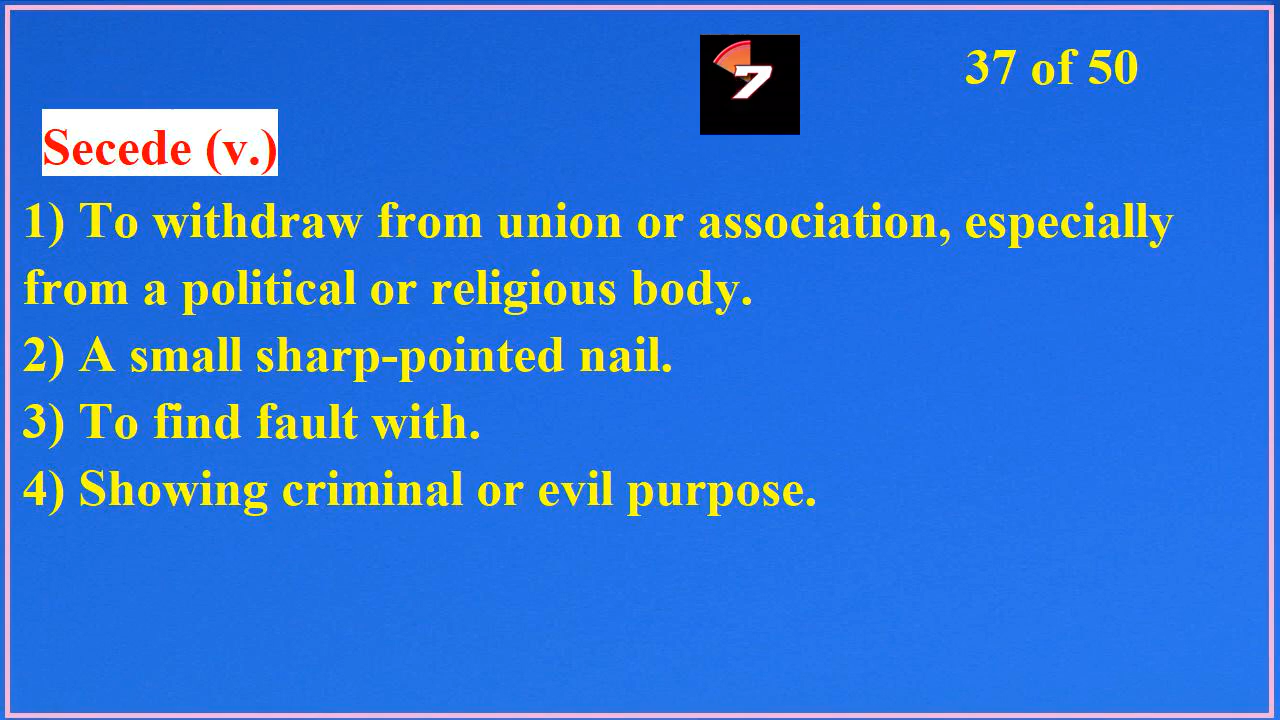 37 of 50
7
Secede (v.)
1) To withdraw from union or association, especially
from a political or religious body.
2) A small sharp-pointed nail.
3) To find fault with.
4) Showing criminal or evil purpose.